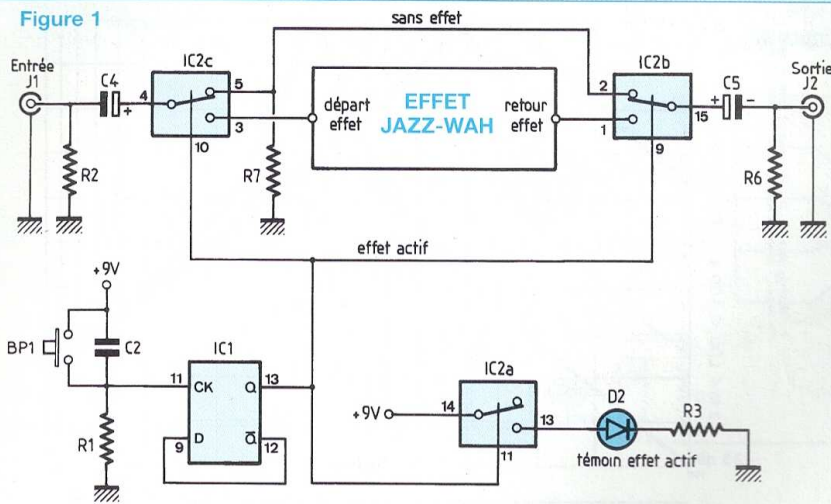 Figure 1
sans effet
Entrée
J1
C4
+
4
IC2c
5
3
10
R2
R7
départ
effet
EFFET
JAZZ-WAH
retour
effet
IC2b
2
1
15
9
C5
+
−
Sortie
J2
R6
effet actif
+9V
BP1
C2
R1
IC1
11
CK
Q
13
9
D
Q̅
12
IC2a
+9V
14
13
11
D2
R3
témoin effet actif